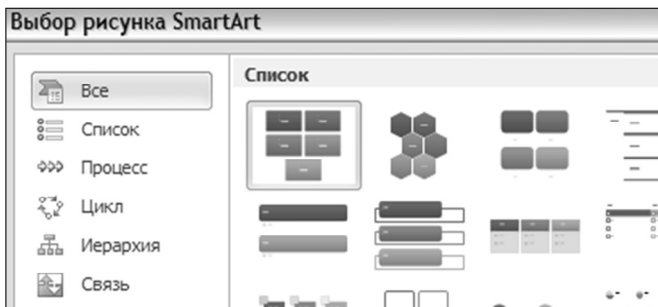 Выбор рисунка SmartArt
Все
Список
Процесс
Цикл
Иерархия
Связь
Список